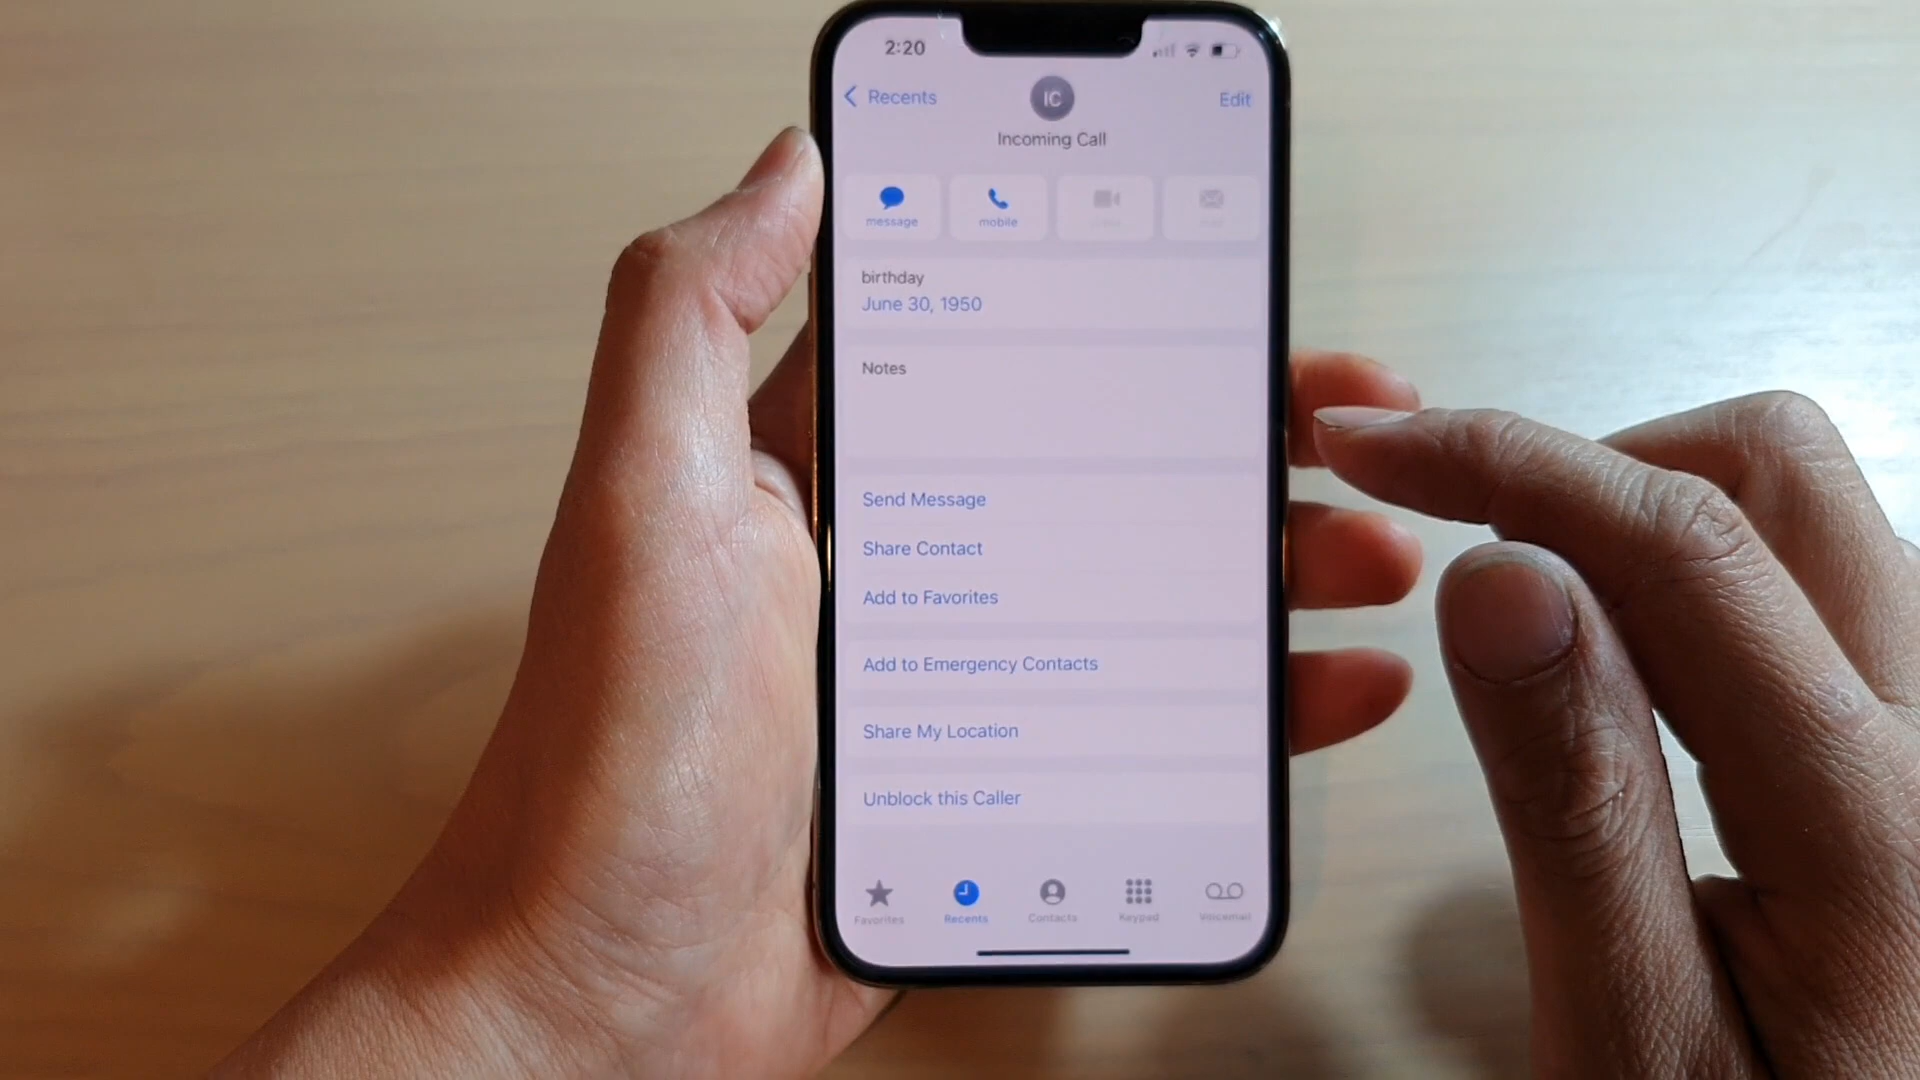 2:20
Recents
IC
Edit
Incoming Call
message
mobile
birthday
June 30, 1950
Notes
Send Message
Share Contact
Add to Favorites
Add to Emergency Contacts
Share My Location
Unblock this Caller
Favorites
Recents
Contacts
Keypad
Voicemail